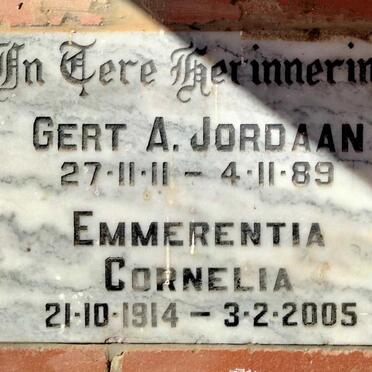 In Tere Herinnerin
GERT A. JORDAAN
27·11·11 – 4·11·89
EMMERENTIA
CORNELIA
21·10·1914 – 3·2·2005